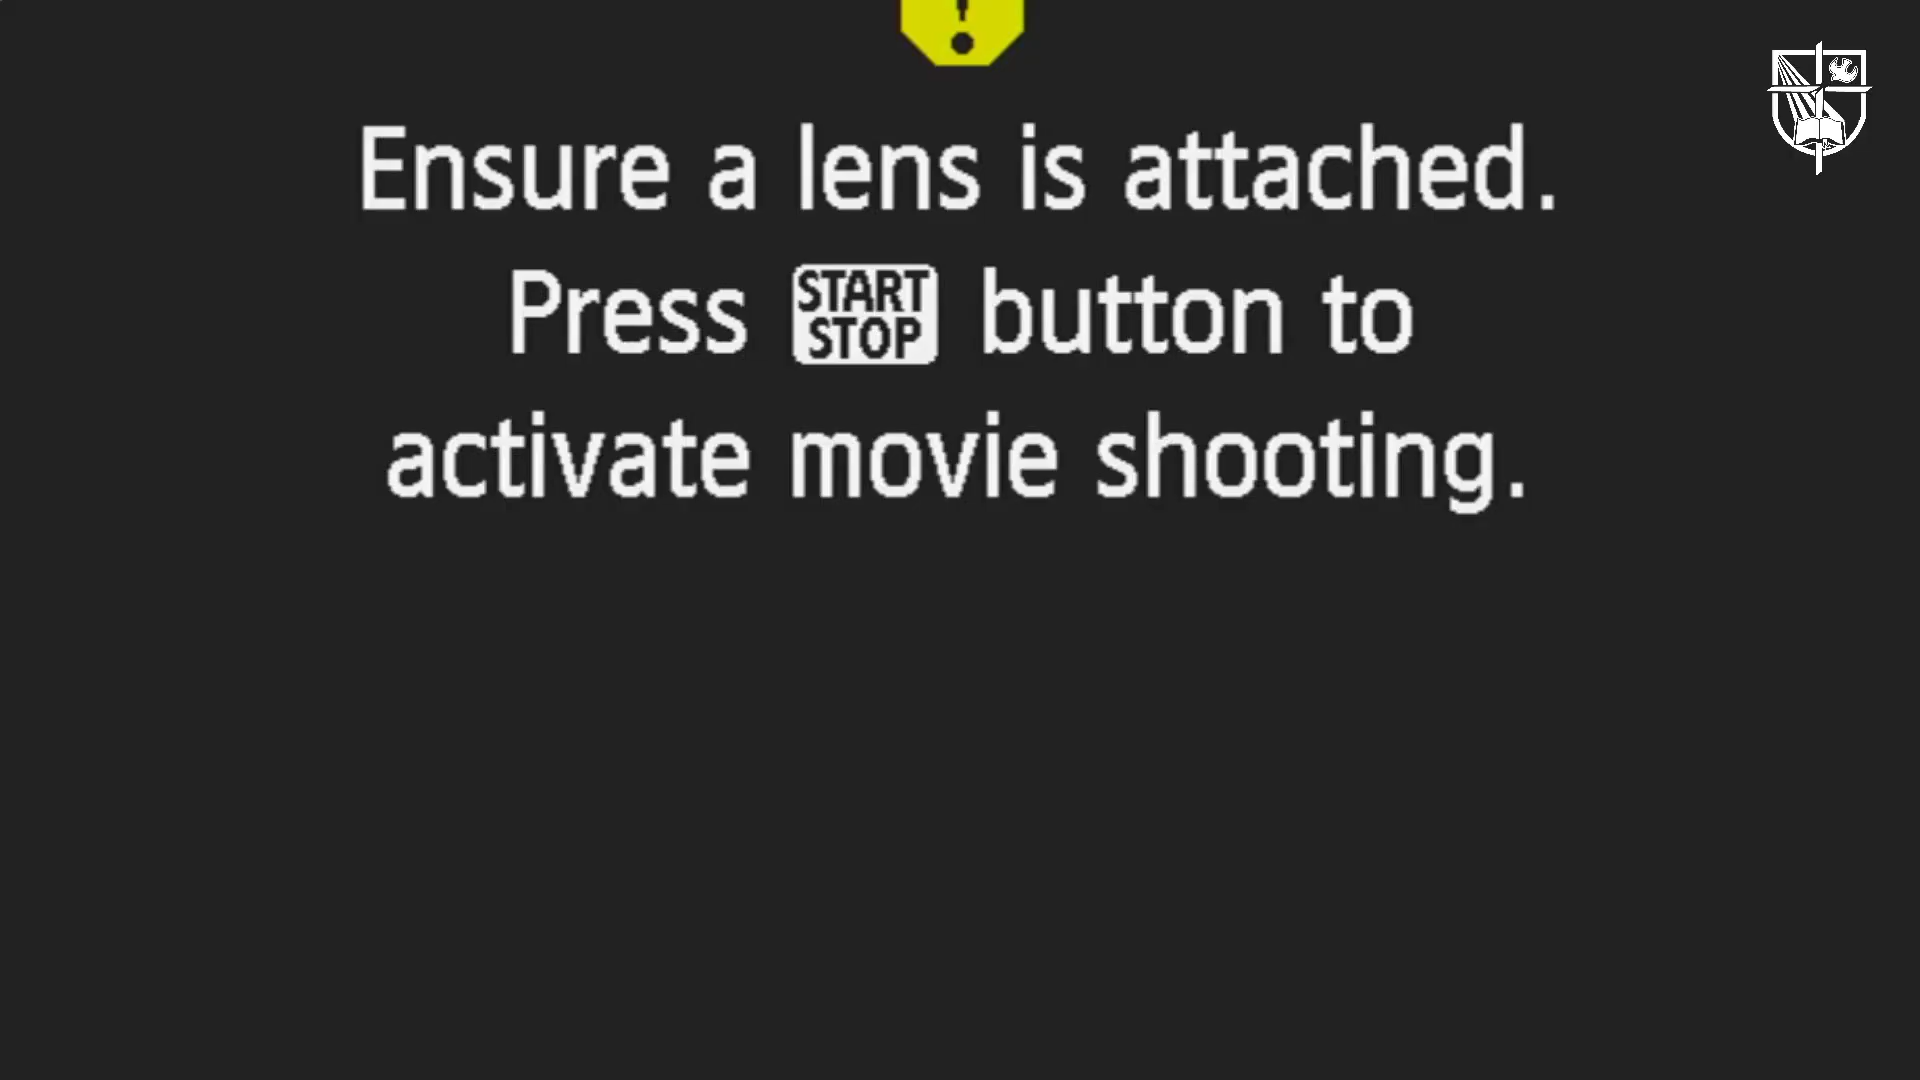 Ensure a lens is attached.
Press START STOP button to
activate movie shooting.